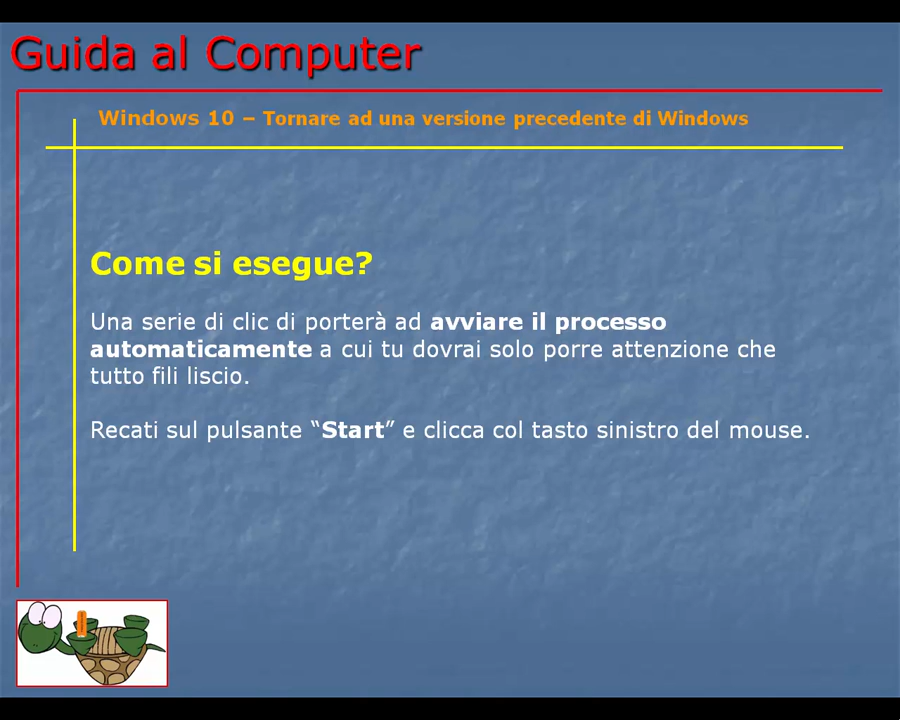 Guida al Computer
Windows 10 – Tornare ad una versione precedente di Windows
Come si esegue?
Una serie di clic di porterà ad avviare il processo
automaticamente a cui tu dovrai solo porre attenzione che
tutto fili liscio.
Recati sul pulsante “Start” e clicca col tasto sinistro del mouse.